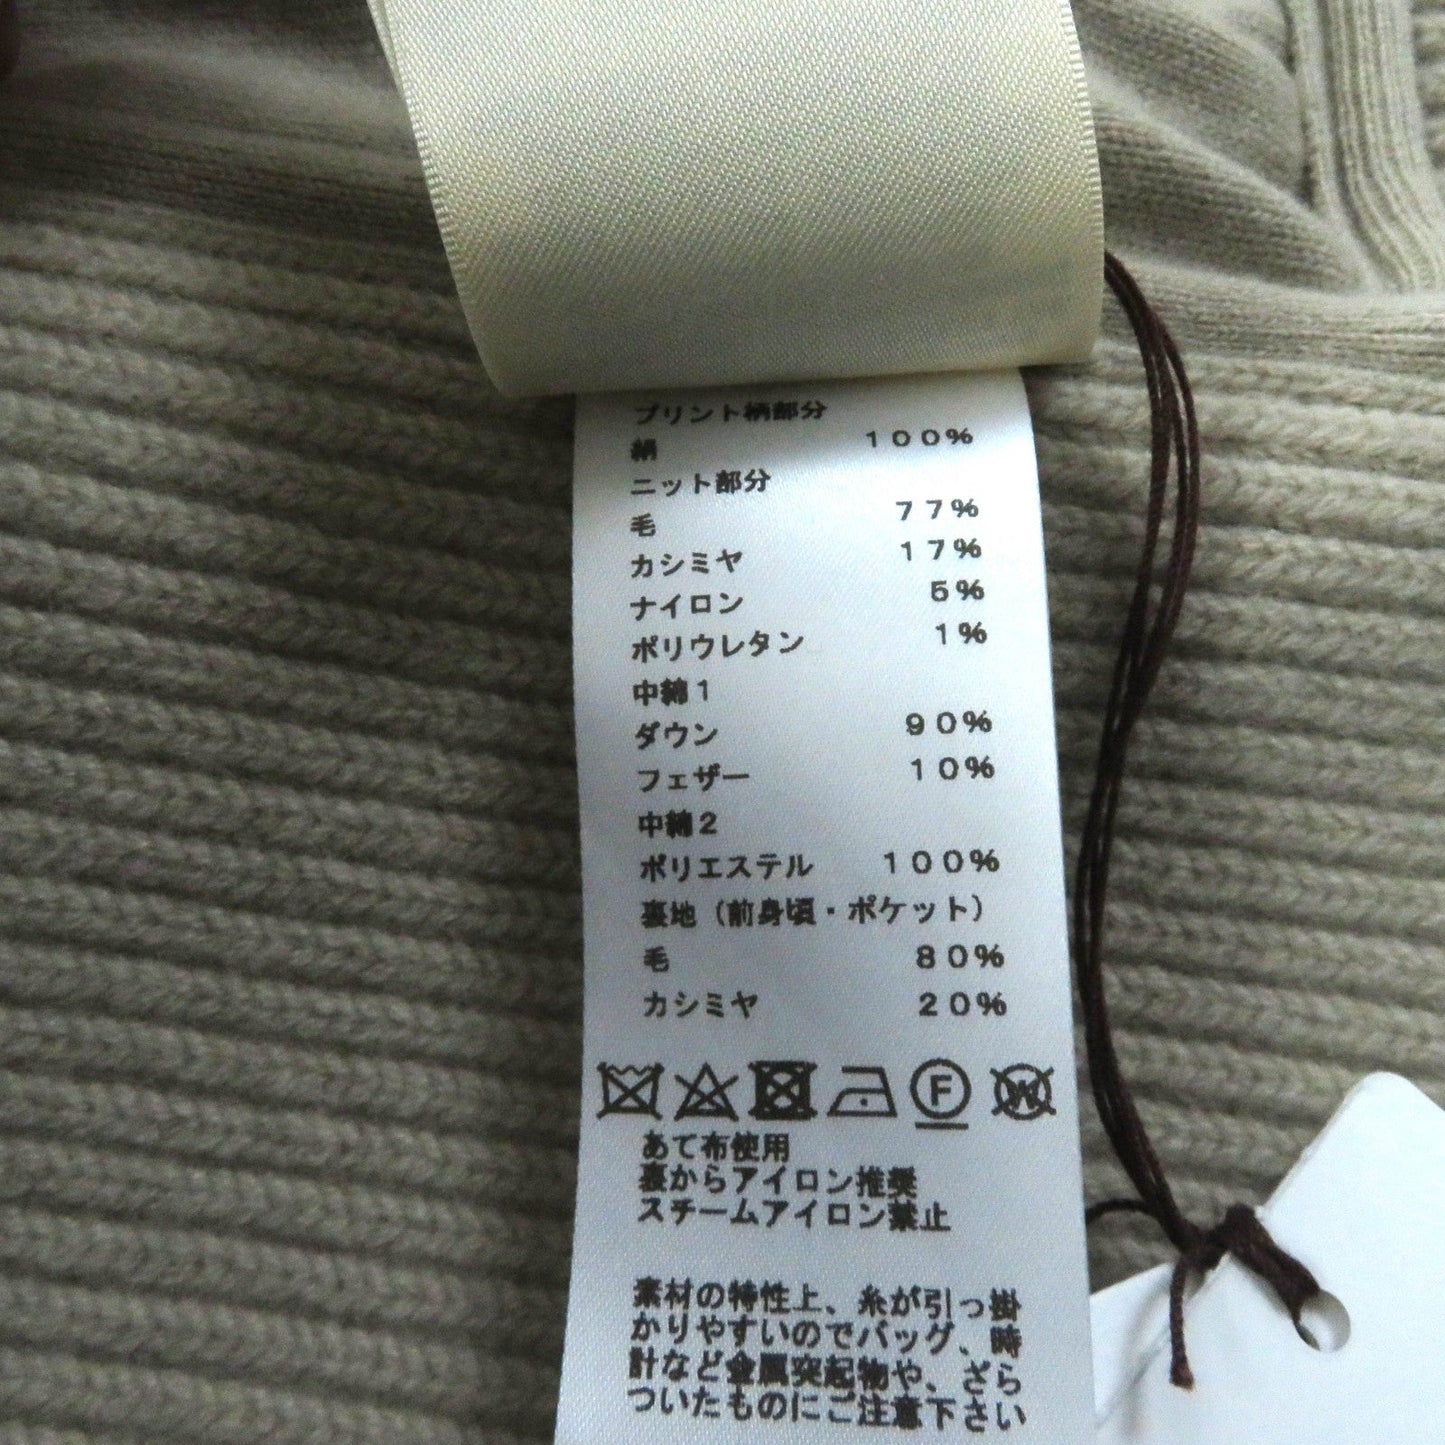 プリント柄部分
絹 100%
ニット部分
毛 77%
カシミヤ 17%
ナイロン 5%
ポリウレタン 1%
中綿1
ダウン 90%
フェザー 10%
中綿2
ポリエステル 100%
裏地(前身頃・ポケット)
毛 80%
カシミヤ 20%
F W
あて布使用
裏からアイロン推奨
スチームアイロン禁止
素材の特性上、糸が引っ掛
かりやすいのでバッグ、時
計など金属突起物や、ざら
ついたものにご注意下さい